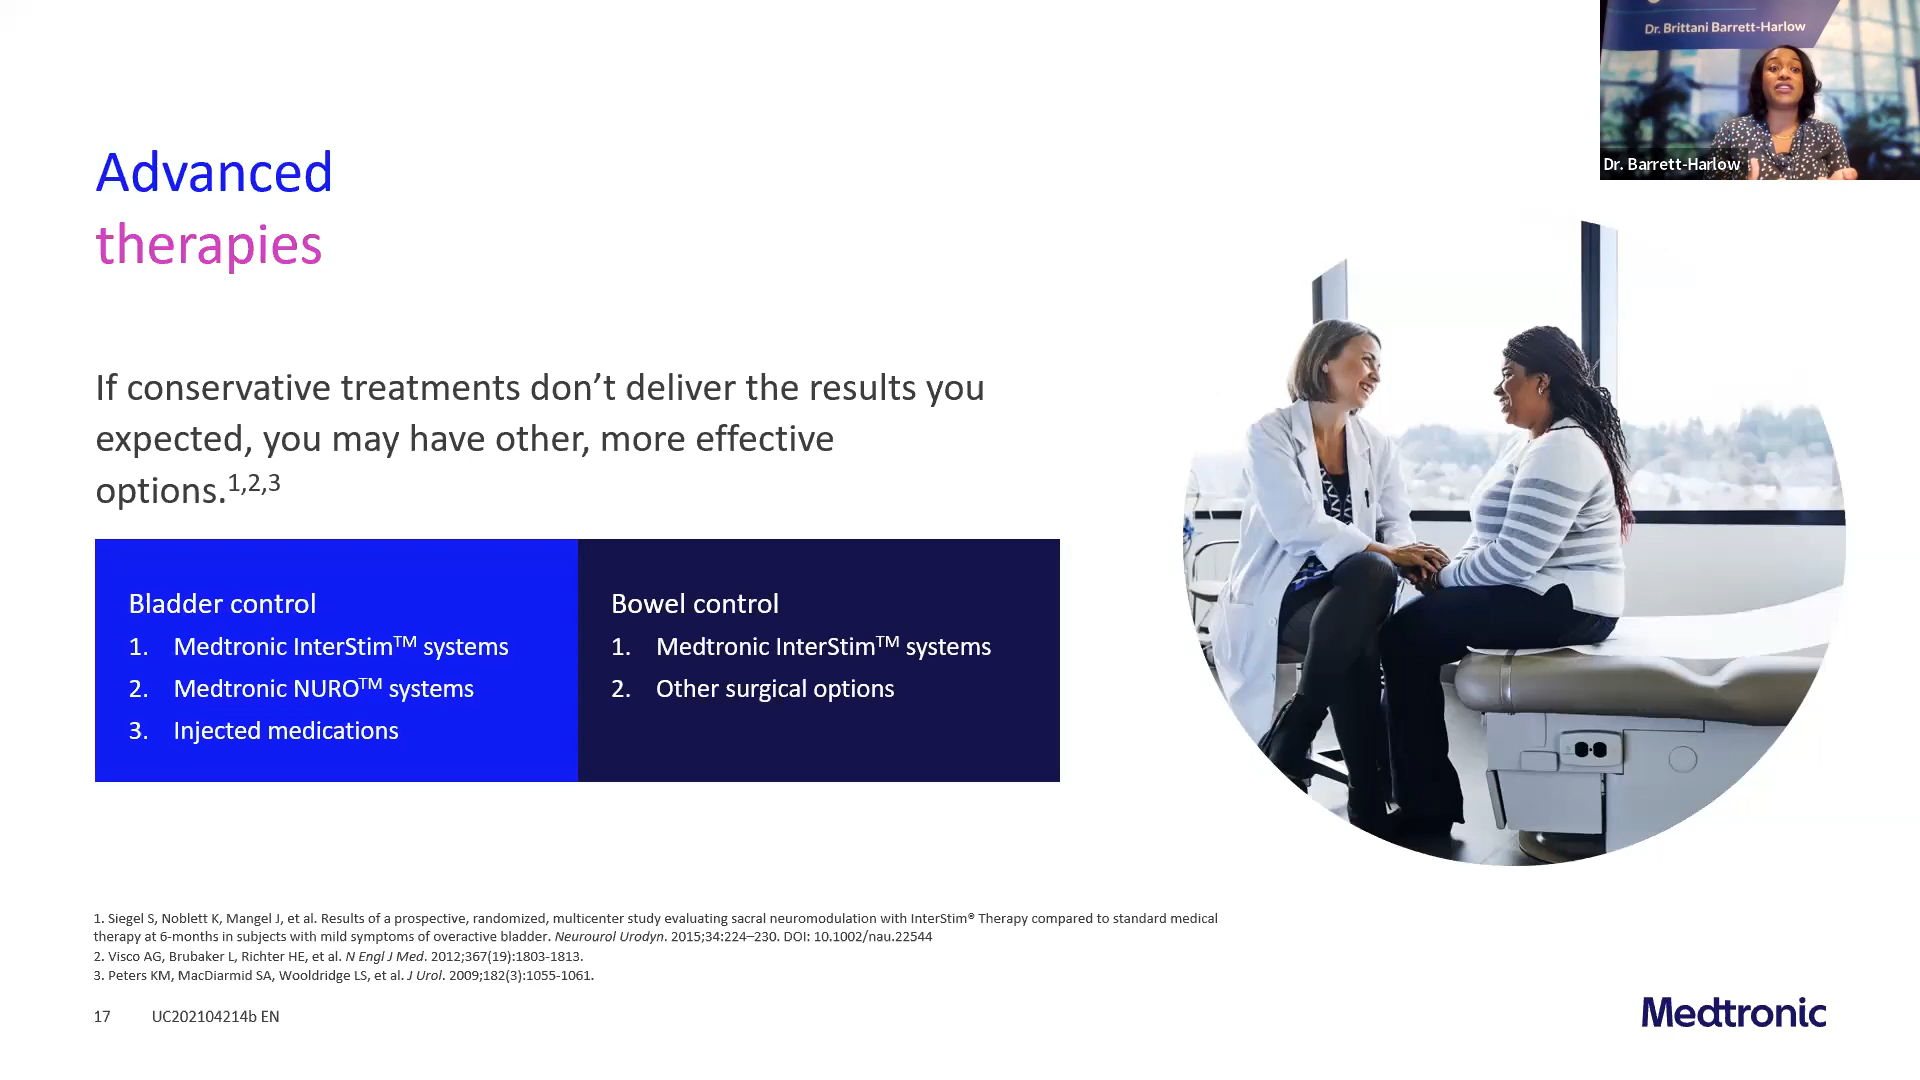 Dr. Brittani Barrett-Harlow
Dr. Barrett-Harlow
Advanced
therapies
If conservative treatments don’t deliver the results you
expected, you may have other, more effective
options.1,2,3
Bladder control
1. Medtronic InterStim™ systems
2. Medtronic NURO™ systems
3. Injected medications
Bowel control
1. Medtronic InterStim™ systems
2. Other surgical options
1. Siegel S, Noblett K, Mangel J, et al. Results of a prospective, randomized, multicenter study evaluating sacral neuromodulation with InterStim® Therapy compared to standard medical
therapy at 6-months in subjects with mild symptoms of overactive bladder. Neurourol Urodyn. 2015;34:224–230. DOI: 10.1002/nau.22544
2. Visco AG, Brubaker L, Richter HE, et al. N Engl J Med. 2012;367(19):1803-1813.
3. Peters KM, MacDiarmid SA, Wooldridge LS, et al. J Urol. 2009;182(3):1055-1061.
17 UC202104214b EN
Medtronic